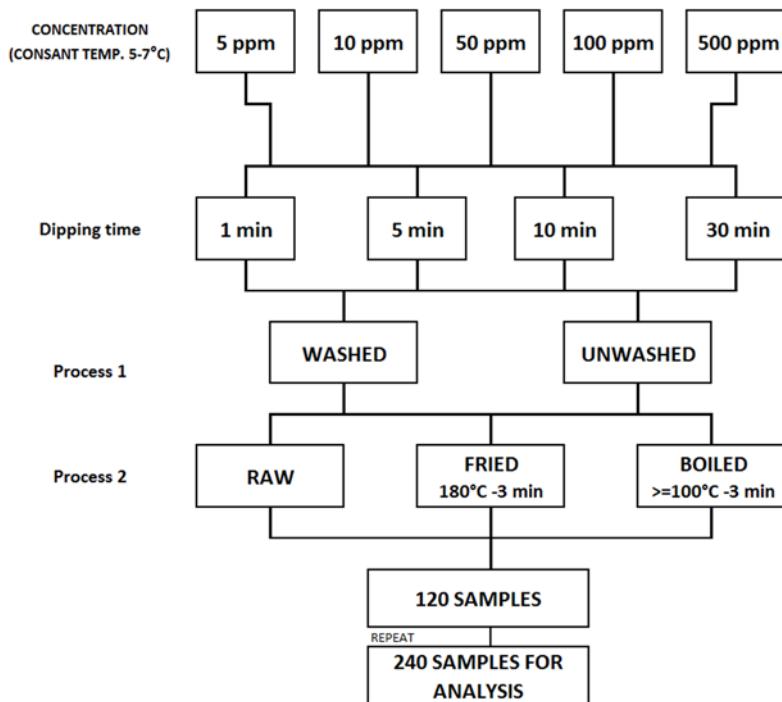 CONCENTRATION
(CONSANT TEMP. 5-7°C)
5 ppm
10 ppm
50 ppm
100 ppm
500 ppm
Dipping time
1 min
5 min
10 min
30 min
Process 1
WASHED
UNWASHED
Process 2
RAW
FRIED
180°C -3 min
BOILED
>=100°C -3 min
120 SAMPLES
REPEAT
240 SAMPLES FOR
ANALYSIS